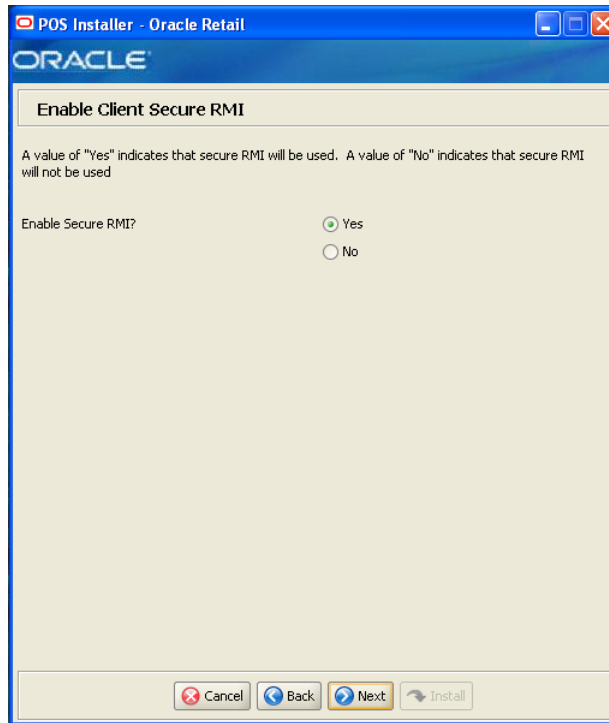 POS Installer - Oracle Retail
ORACLE
Enable Client Secure RMI
A value of "Yes" indicates that secure RMI will be used. A value of "No" indicates that secure RMI
will not be used
Enable Secure RMI?
Yes
No
Cancel
Back
Next
Install